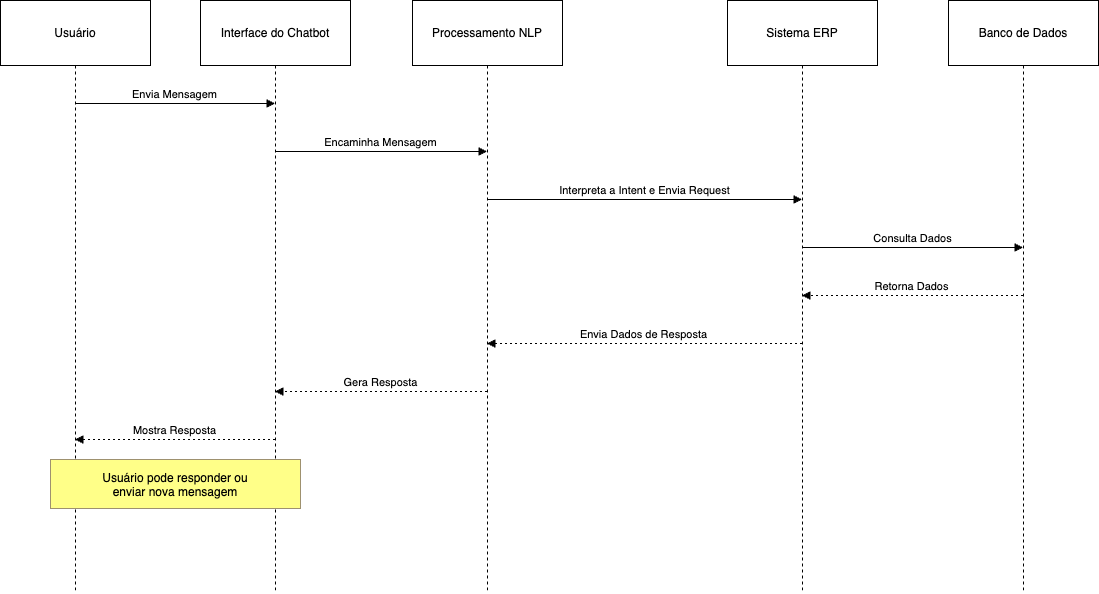 Usuário
Interface do Chatbot
Processamento NLP
Sistema ERP
Banco de Dados
Envia Mensagem
Encaminha Mensagem
Interpreta a Intent e Envia Request
Consulta Dados
Retorna Dados
Envia Dados de Resposta
Gera Resposta
Mostra Resposta
Usuário pode responder ou
enviar nova mensagem